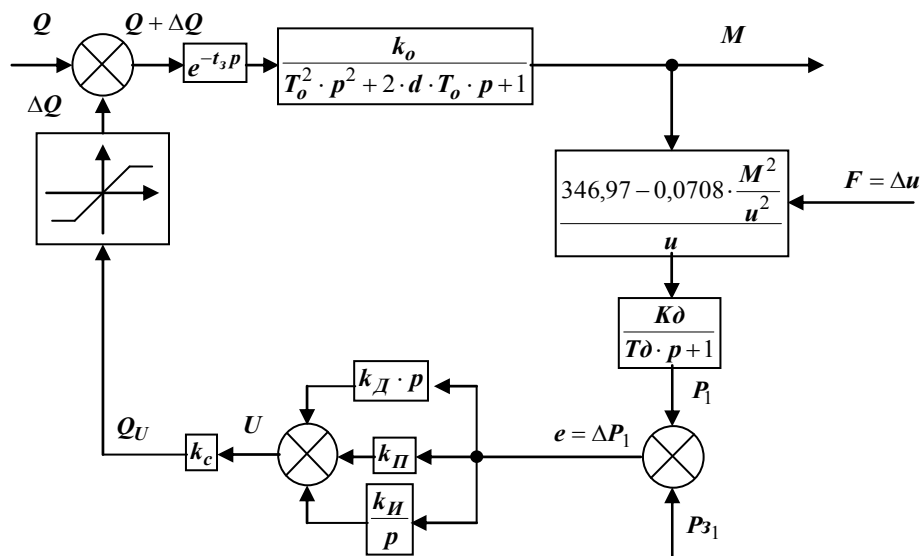 Q
Q + ΔQ
e^{-t_з p}
k_o
T_o^2 · p^2 + 2 · d · T_o · p + 1
M
ΔQ
346,97 − 0,0708 · M^2
u^2
u
F = Δu
Kд
Tд · p + 1
P_1
k_Д · p
Q_U
U
e = ΔP_1
k_c
k_П
k_И
p
Pз_1